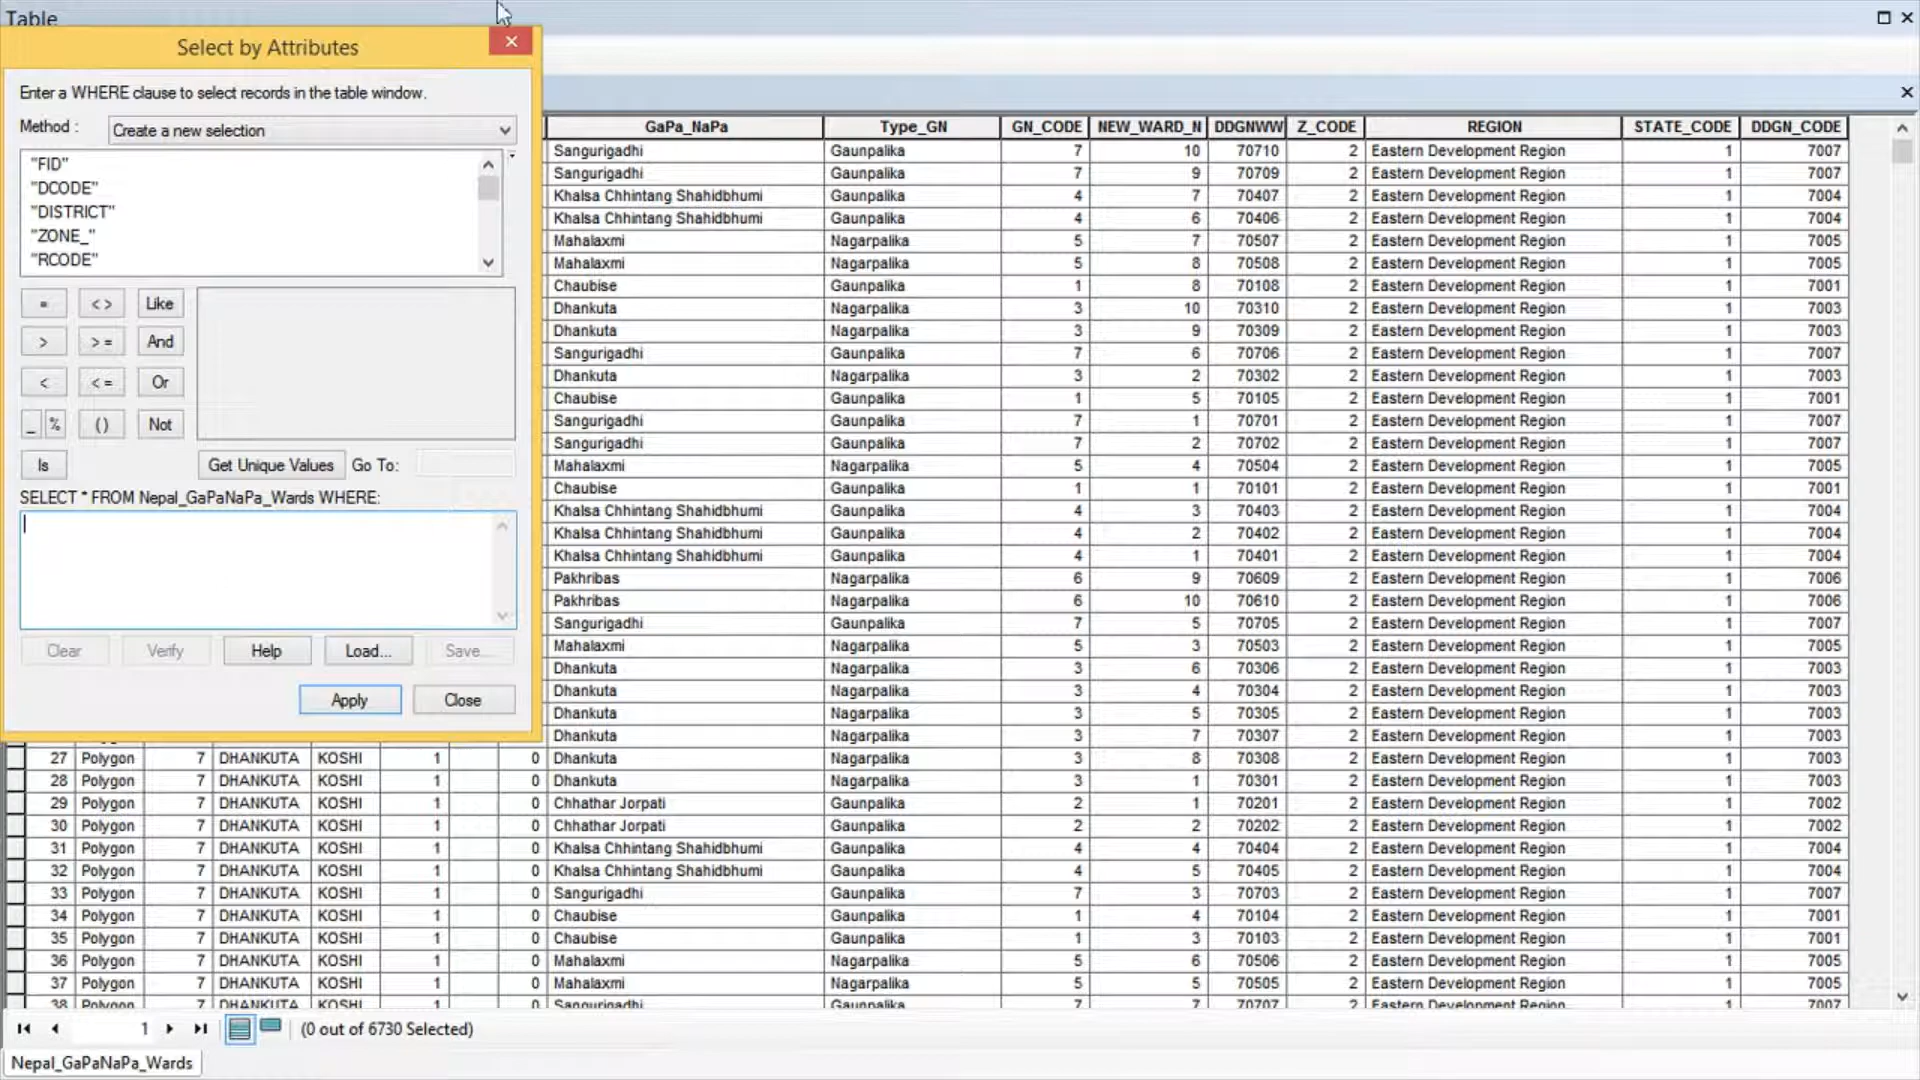 Table
Select by Attributes
Enter a WHERE clause to select records in the table window.
Method : Create a new selection
"FID"
"DCODE"
"DISTRICT"
"ZONE_"
"RCODE"
= < > Like
> > = And
< < = Or
_ % () Not
Is Get Unique Values Go To:
SELECT * FROM Nepal_GaPaNaPa_Wards WHERE:
Clear Verify Help Load... Save...
Apply Close
GaPa_NaPa Type_GN GN_CODE NEW_WARD_N DDGNWW Z_CODE REGION STATE_CODE DDGN_CODE
Sangurigadhi Gaunpalika 7 10 70710 2 Eastern Development Region 1 7007
Sangurigadhi Gaunpalika 7 9 70709 2 Eastern Development Region 1 7007
Khalsa Chhintang Shahidbhumi Gaunpalika 4 7 70407 2 Eastern Development Region 1 7004
Khalsa Chhintang Shahidbhumi Gaunpalika 4 6 70406 2 Eastern Development Region 1 7004
Mahalaxmi Nagarpalika 5 7 70507 2 Eastern Development Region 1 7005
Mahalaxmi Nagarpalika 5 8 70508 2 Eastern Development Region 1 7005
Chaubise Gaunpalika 1 8 70108 2 Eastern Development Region 1 7001
Dhankuta Nagarpalika 3 10 70310 2 Eastern Development Region 1 7003
Dhankuta Nagarpalika 3 9 70309 2 Eastern Development Region 1 7003
Sangurigadhi Gaunpalika 7 6 70706 2 Eastern Development Region 1 7007
Dhankuta Nagarpalika 3 2 70302 2 Eastern Development Region 1 7003
Chaubise Gaunpalika 1 5 70105 2 Eastern Development Region 1 7001
Sangurigadhi Gaunpalika 7 1 70701 2 Eastern Development Region 1 7007
Sangurigadhi Gaunpalika 7 2 70702 2 Eastern Development Region 1 7007
Mahalaxmi Nagarpalika 5 4 70504 2 Eastern Development Region 1 7005
Chaubise Gaunpalika 1 1 70101 2 Eastern Development Region 1 7001
Khalsa Chhintang Shahidbhumi Gaunpalika 4 3 70403 2 Eastern Development Region 1 7004
Khalsa Chhintang Shahidbhumi Gaunpalika 4 2 70402 2 Eastern Development Region 1 7004
Khalsa Chhintang Shahidbhumi Gaunpalika 4 1 70401 2 Eastern Development Region 1 7004
Pakhribas Nagarpalika 6 9 70609 2 Eastern Development Region 1 7006
Pakhribas Nagarpalika 6 10 70610 2 Eastern Development Region 1 7006
Sangurigadhi Gaunpalika 7 5 70705 2 Eastern Development Region 1 7007
Mahalaxmi Nagarpalika 5 3 70503 2 Eastern Development Region 1 7005
Dhankuta Nagarpalika 3 6 70306 2 Eastern Development Region 1 7003
Dhankuta Nagarpalika 3 4 70304 2 Eastern Development Region 1 7003
Dhankuta Nagarpalika 3 5 70305 2 Eastern Development Region 1 7003
Dhankuta Nagarpalika 3 7 70307 2 Eastern Development Region 1 7003
27 Polygon 7 DHANKUTA KOSHI 1 0 Dhankuta Nagarpalika 3 8 70308 2 Eastern Development Region 1 7003
28 Polygon 7 DHANKUTA KOSHI 1 0 Dhankuta Nagarpalika 3 1 70301 2 Eastern Development Region 1 7003
29 Polygon 7 DHANKUTA KOSHI 1 0 Chhathar Jorpati Gaunpalika 2 1 70201 2 Eastern Development Region 1 7002
30 Polygon 7 DHANKUTA KOSHI 1 0 Chhathar Jorpati Gaunpalika 2 2 70202 2 Eastern Development Region 1 7002
31 Polygon 7 DHANKUTA KOSHI 1 0 Khalsa Chhintang Shahidbhumi Gaunpalika 4 4 70404 2 Eastern Development Region 1 7004
32 Polygon 7 DHANKUTA KOSHI 1 0 Khalsa Chhintang Shahidbhumi Gaunpalika 4 5 70405 2 Eastern Development Region 1 7004
33 Polygon 7 DHANKUTA KOSHI 1 0 Sangurigadhi Gaunpalika 7 3 70703 2 Eastern Development Region 1 7007
34 Polygon 7 DHANKUTA KOSHI 1 0 Chaubise Gaunpalika 1 4 70104 2 Eastern Development Region 1 7001
35 Polygon 7 DHANKUTA KOSHI 1 0 Chaubise Gaunpalika 1 3 70103 2 Eastern Development Region 1 7001
36 Polygon 7 DHANKUTA KOSHI 1 0 Mahalaxmi Nagarpalika 5 6 70506 2 Eastern Development Region 1 7005
37 Polygon 7 DHANKUTA KOSHI 1 0 Mahalaxmi Nagarpalika 5 5 70505 2 Eastern Development Region 1 7005
38 Polygon 7 DHANKUTA KOSHI 1 0 Sangurigadhi Gaunpalika 7 7 70707 2 Eastern Development Region 1 7007
1 (0 out of 6730 Selected)
Nepal_GaPaNaPa_Wards